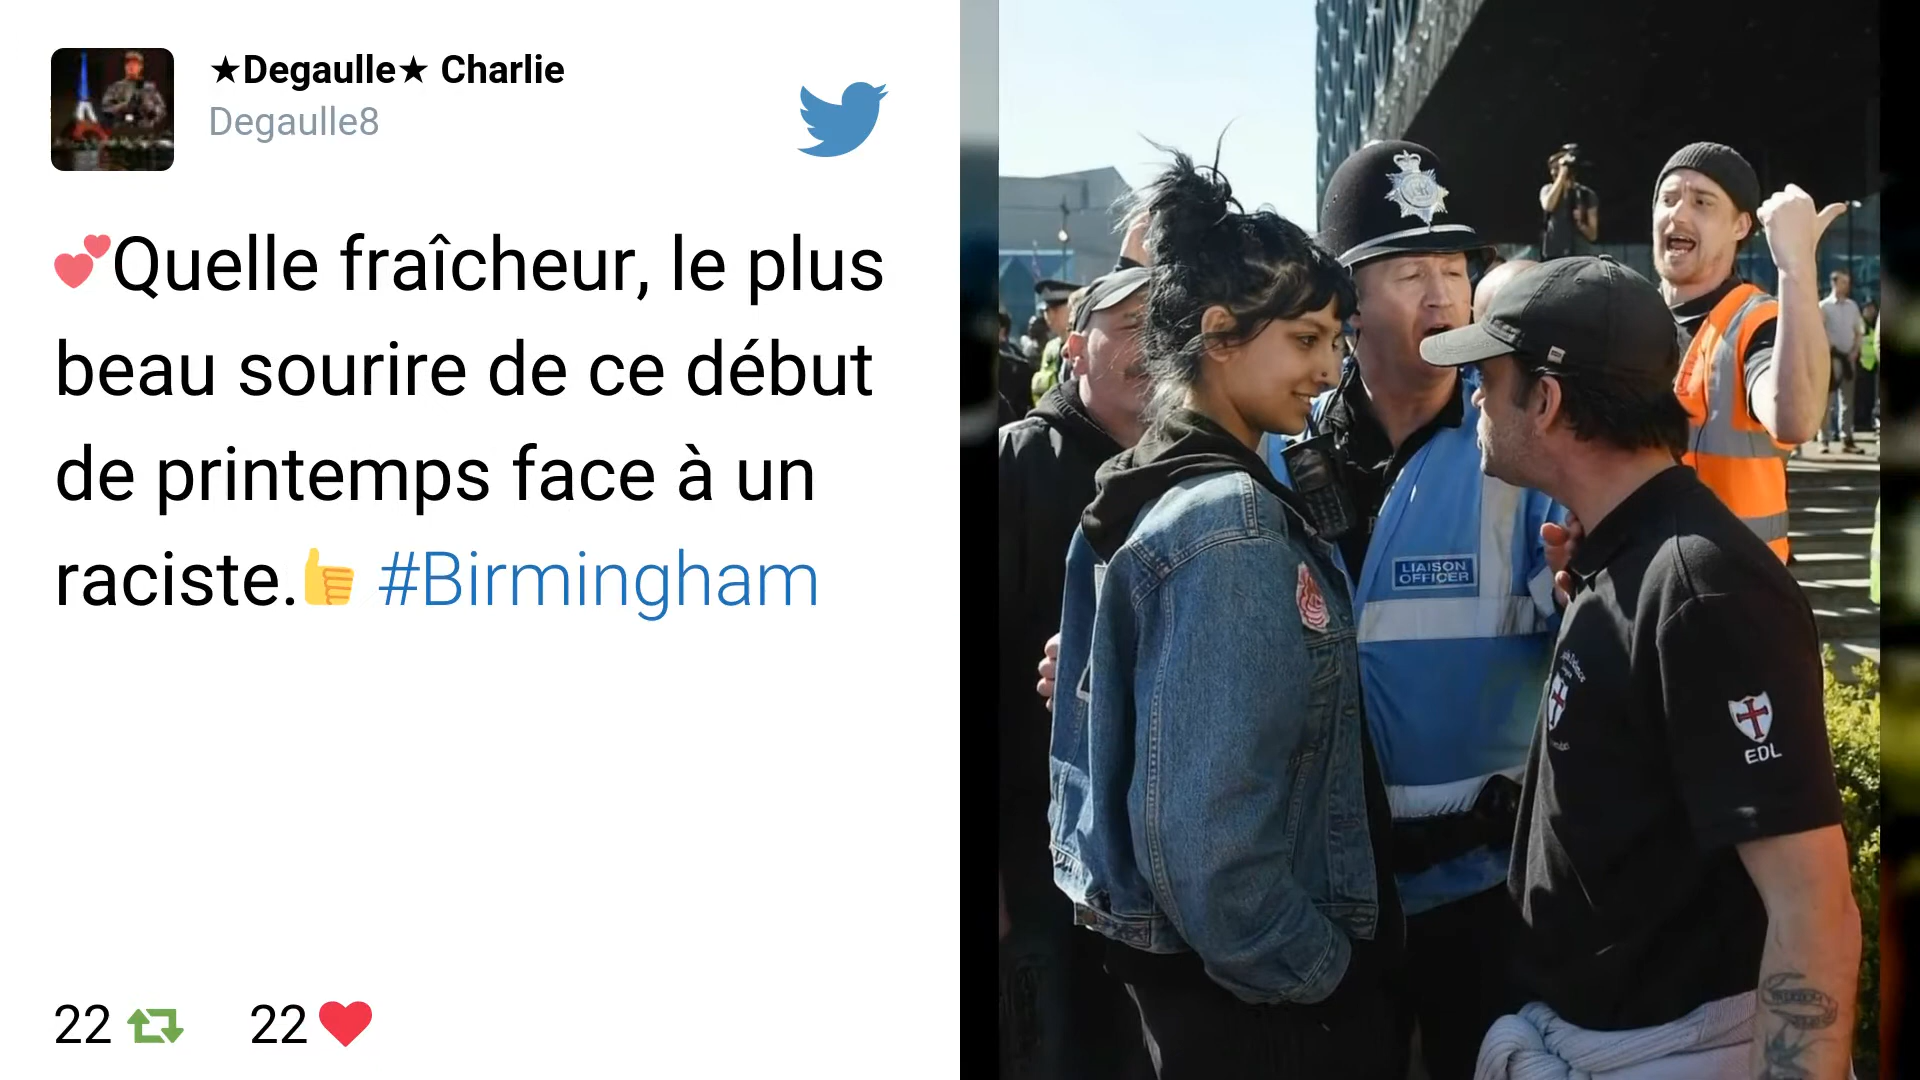 ★Degaulle★ Charlie
Degaulle8
💕Quelle fraîcheur, le plus
beau sourire de ce début
de printemps face à un
raciste.👍 #Birmingham
22 22
LIAISON
OFFICER
EDL